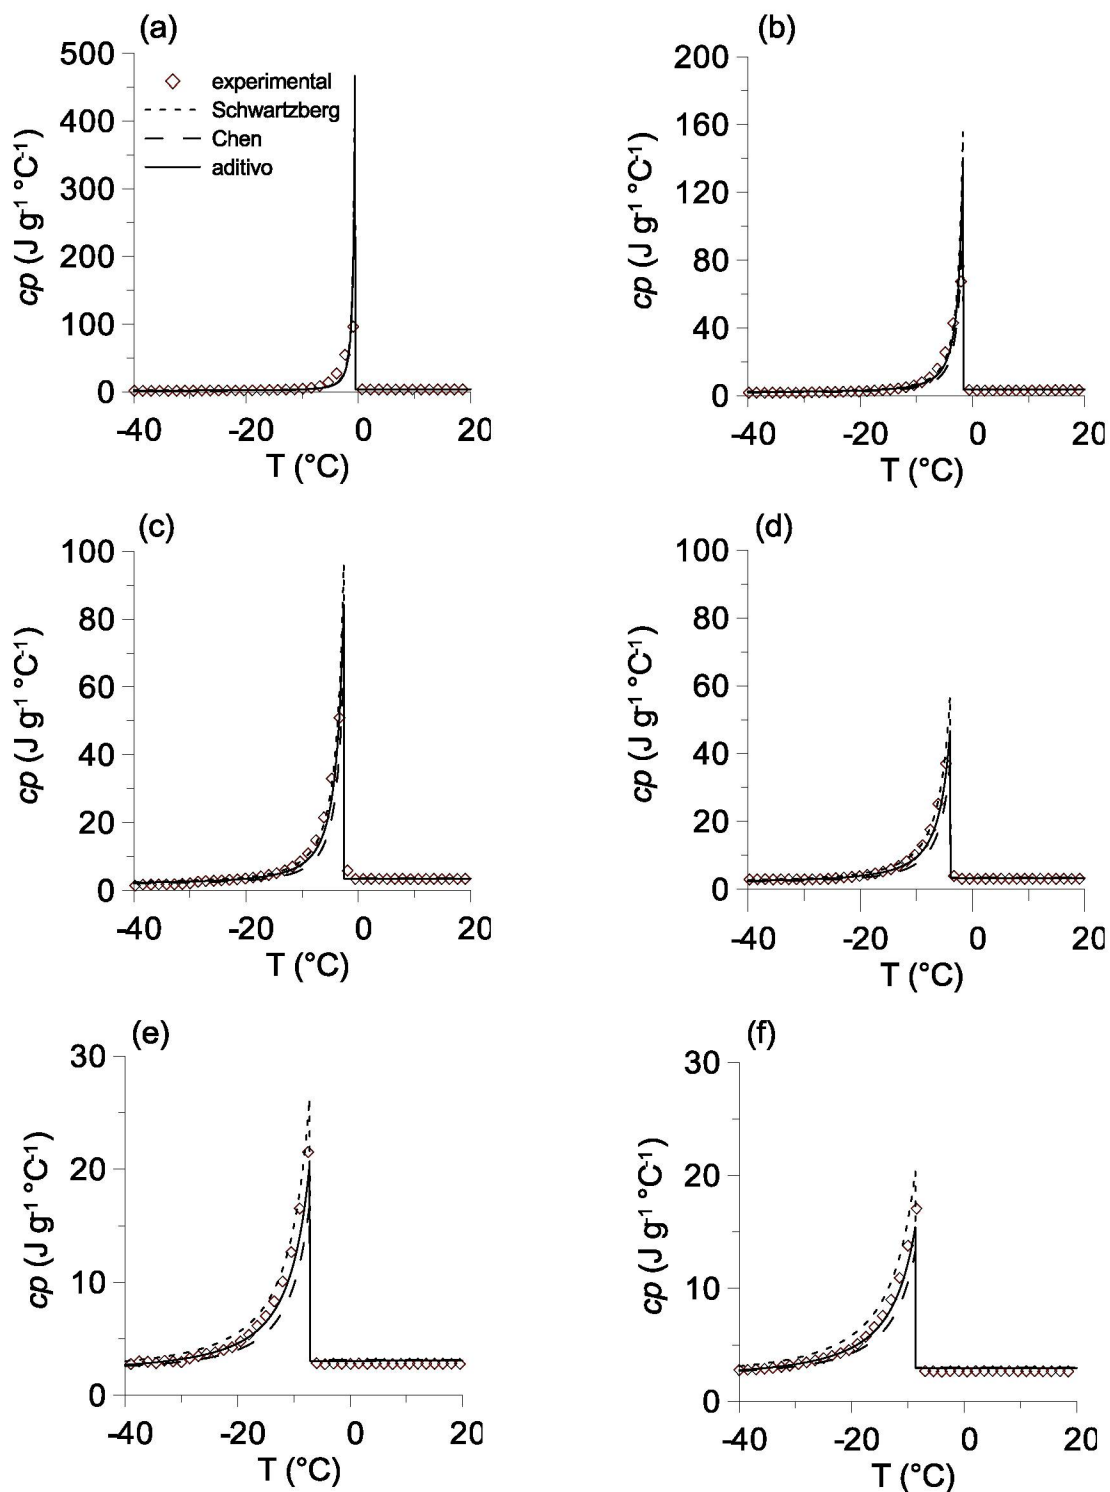 (a)
500
400
300
200
100
0
cp (J g⁻¹ °C⁻¹)
experimental
Schwartzberg
Chen
aditivo
-40 -20 0 20
T (°C)
(b)
200
160
120
80
40
0
cp (J g⁻¹ °C⁻¹)
-40 -20 0 20
T (°C)
(c)
100
80
60
40
20
0
cp (J g⁻¹ °C⁻¹)
-40 -20 0 20
T (°C)
(d)
100
80
60
40
20
0
cp (J g⁻¹ °C⁻¹)
-40 -20 0 20
T (°C)
(e)
30
20
10
0
cp (J g⁻¹ °C⁻¹)
-40 -20 0 20
T (°C)
(f)
30
20
10
0
cp (J g⁻¹ °C⁻¹)
-40 -20 0 20
T (°C)